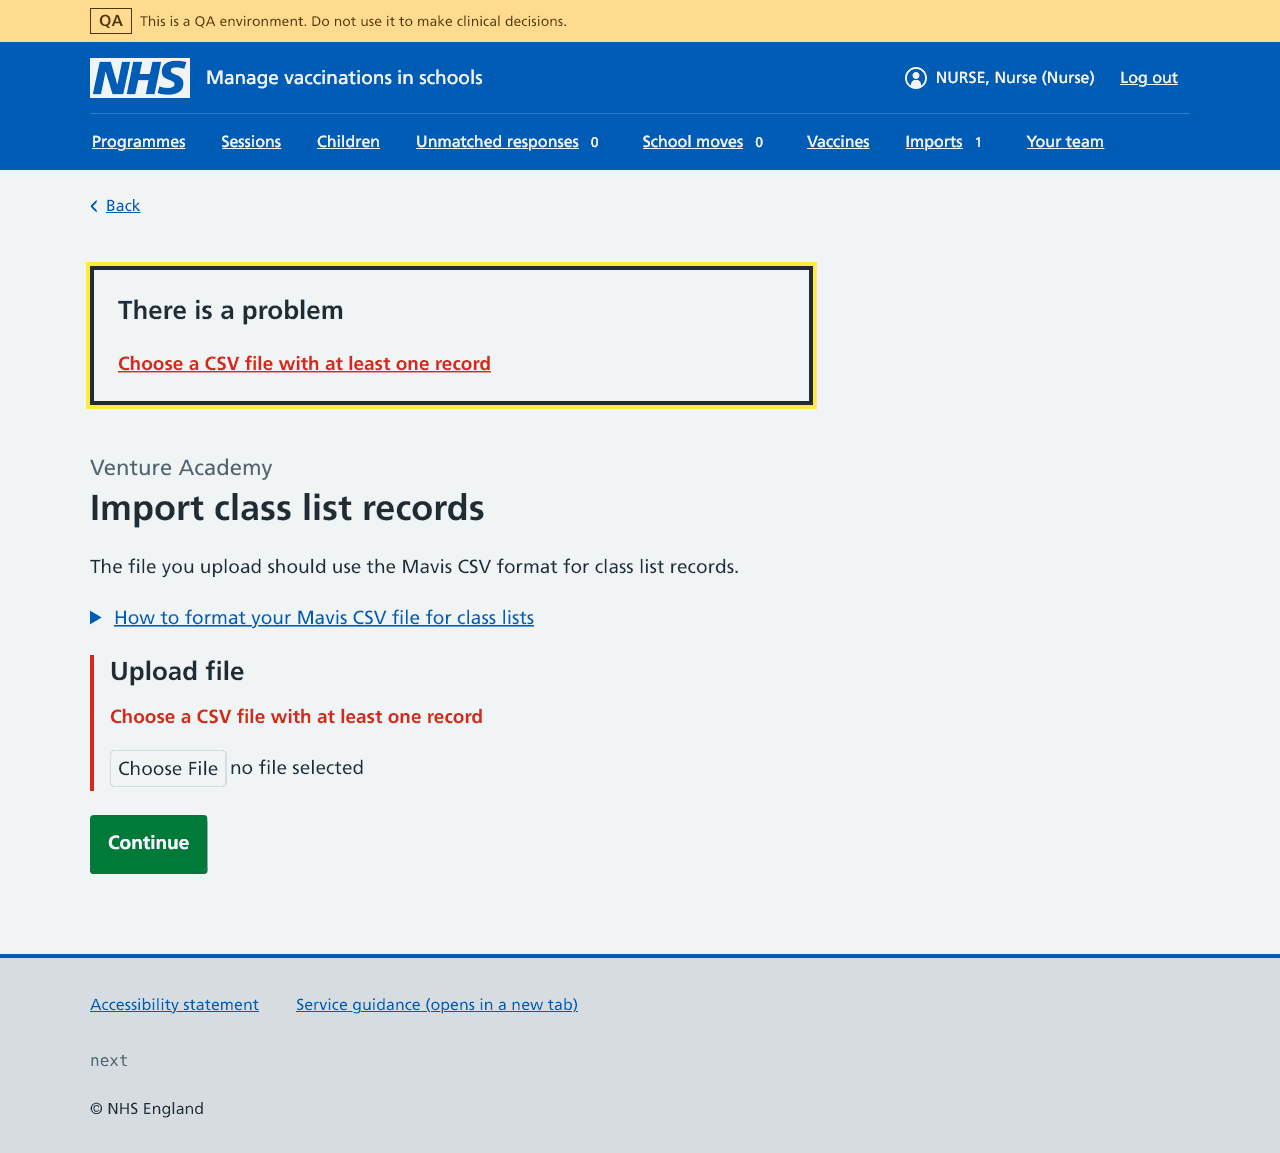 QA This is a QA environment. Do not use it to make clinical decisions.
NHS Manage vaccinations in schools NURSE, Nurse (Nurse) Log out
Programmes Sessions Children Unmatched responses 0 School moves 0 Vaccines Imports 1 Your team
Back
There is a problem
Choose a CSV file with at least one record
Venture Academy
Import class list records
The file you upload should use the Mavis CSV format for class list records.
How to format your Mavis CSV file for class lists
Upload file
Choose a CSV file with at least one record
Choose File no file selected
Continue
Accessibility statement Service guidance (opens in a new tab)
next
© NHS England